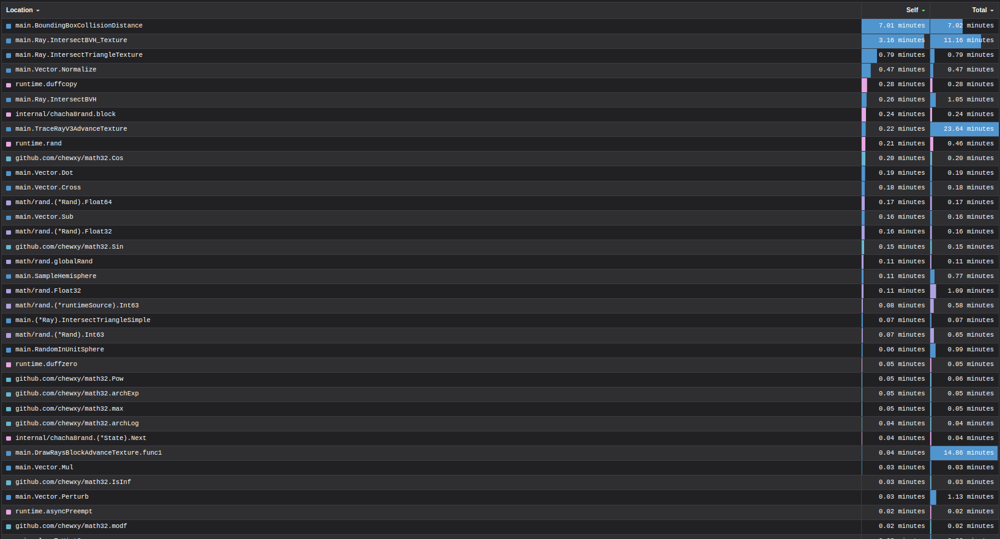 Location Self Total
main.BoundingBoxCollisionDistance 7.01 minutes 7.02 minutes
main.Ray.IntersectBVH_Texture 3.16 minutes 11.16 minutes
main.Ray.IntersectTriangleTexture 0.79 minutes 0.79 minutes
main.Vector.Normalize 0.47 minutes 0.47 minutes
runtime.duffcopy 0.28 minutes 0.28 minutes
main.Ray.IntersectBVH 0.26 minutes 1.05 minutes
internal/chacha8rand.block 0.24 minutes 0.24 minutes
main.TraceRayV3AdvanceTexture 0.22 minutes 23.64 minutes
runtime.rand 0.21 minutes 0.46 minutes
github.com/chewxy/math32.Cos 0.20 minutes 0.20 minutes
main.Vector.Dot 0.19 minutes 0.19 minutes
main.Vector.Cross 0.18 minutes 0.18 minutes
math/rand.(*Rand).Float64 0.17 minutes 0.17 minutes
main.Vector.Sub 0.16 minutes 0.16 minutes
math/rand.(*Rand).Float32 0.16 minutes 0.16 minutes
github.com/chewxy/math32.Sin 0.15 minutes 0.15 minutes
math/rand.globalRand 0.11 minutes 0.11 minutes
main.SampleHemisphere 0.11 minutes 0.77 minutes
math/rand.Float32 0.11 minutes 1.09 minutes
math/rand.(*runtimeSource).Int63 0.08 minutes 0.58 minutes
main.(*Ray).IntersectTriangleSimple 0.07 minutes 0.07 minutes
math/rand.(*Rand).Int63 0.07 minutes 0.65 minutes
main.RandomInUnitSphere 0.06 minutes 0.99 minutes
runtime.duffzero 0.05 minutes 0.05 minutes
github.com/chewxy/math32.Pow 0.05 minutes 0.06 minutes
github.com/chewxy/math32.archExp 0.05 minutes 0.05 minutes
github.com/chewxy/math32.max 0.05 minutes 0.05 minutes
github.com/chewxy/math32.archLog 0.04 minutes 0.04 minutes
internal/chacha8rand.(*State).Next 0.04 minutes 0.04 minutes
main.DrawRaysBlockAdvanceTexture.func1 0.04 minutes 14.86 minutes
main.Vector.Mul 0.03 minutes 0.03 minutes
github.com/chewxy/math32.IsInf 0.03 minutes 0.03 minutes
main.Vector.Perturb 0.03 minutes 1.13 minutes
runtime.asyncPreempt 0.02 minutes 0.02 minutes
github.com/chewxy/math32.modf 0.02 minutes 0.02 minutes